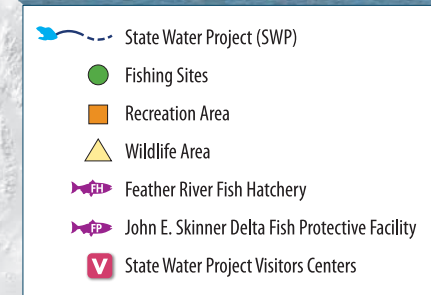 State Water Project (SWP)
Fishing Sites
Recreation Area
Wildlife Area
FH Feather River Fish Hatchery
FP John E. Skinner Delta Fish Protective Facility
V State Water Project Visitors Centers